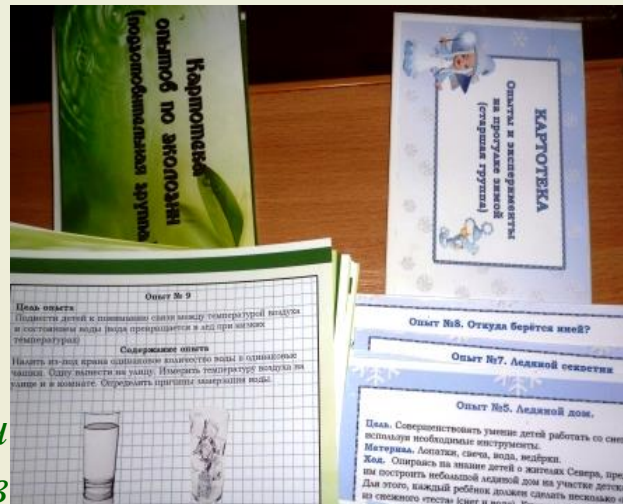 Картотека
опытов по экологии
(подготовительная группа)
КАРТОТЕКА
Опыты и эксперименты
на прогулке зимой
(старшая группа)
Опыт № 9
Цель опыта
Подвести детей к пониманию связи между температурой воздуха
и состоянием воды (вода превращается в лед при низких
температурах)
Содержание опыта
Налить из-под крана одинаковое количество воды в одинаковые
чашки. Одну вынести на улицу. Измерить температуру воздуха на
улице и в комнате. Определить причины замерзания воды.
Опыт №8. Откуда берётся иней?
Опыт №7. Ледяной секретик
Опыт №5. Ледяной дом.
Цель. Совершенствовать умение детей работать со
используя необходимые инструменты.
Материал. Лопатки, свеча, вода, ведёрки.
Ход. Опираясь на знание детей о жителях Севера,
им построить небольшой ледяной дом на участке
Для этого, каждый ребёнок должен сделать несколько
из снежного «теста» (снег и вода).
и
з